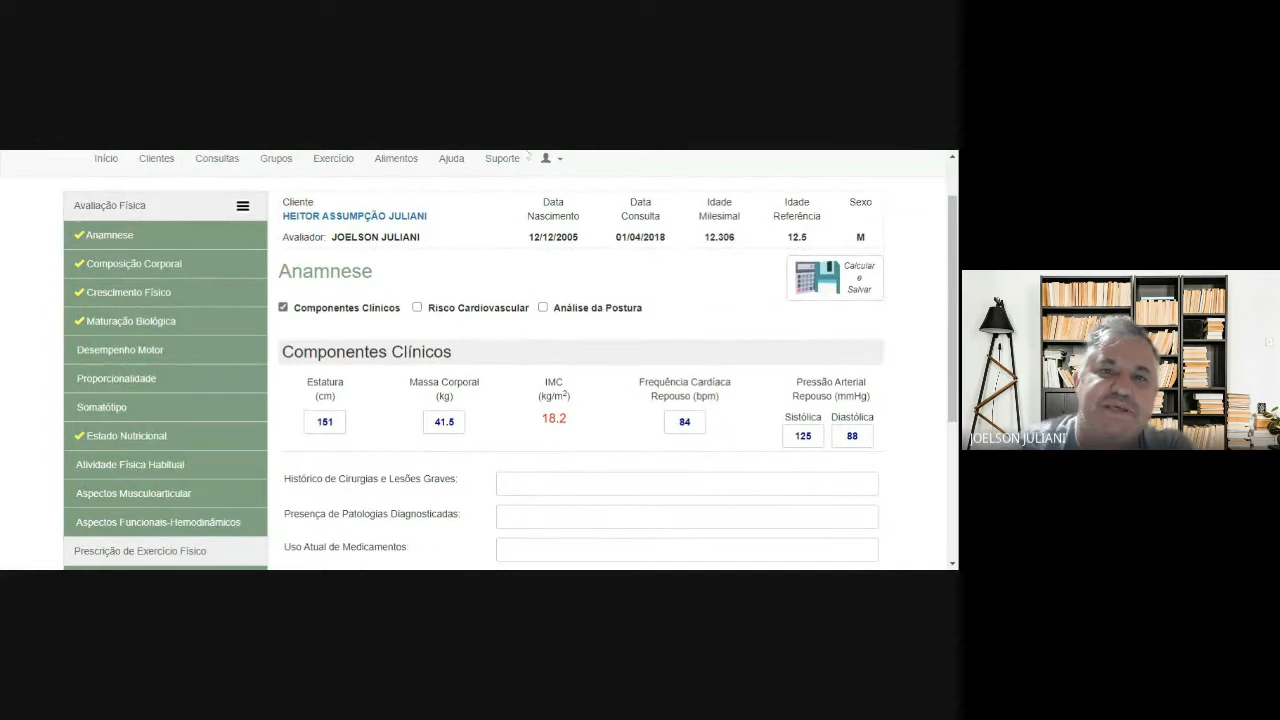 Início Clientes Consultas Grupos Exercício Alimentos Ajuda Suporte
Avaliação Física
Anamnese
Composição Corporal
Crescimento Físico
Maturação Biológica
Desempenho Motor
Proporcionalidade
Somatótipo
Estado Nutricional
Atividade Física Habitual
Aspectos Musculoarticular
Aspectos Funcionais-Hemodinâmicos
Prescrição de Exercício Físico
Cliente
HEITOR ASSUMPÇÃO JULIANI
Avaliador: JOELSON JULIANI
Data
Nascimento
12/12/2005
Data
Consulta
01/04/2018
Idade
Milesimal
12.306
Idade
Referência
12.5
Sexo
M
Anamnese
Calcular
e
Salvar
Componentes Clínicos Risco Cardiovascular Análise da Postura
Componentes Clínicos
Estatura
(cm)
151
Massa Corporal
(kg)
41.5
IMC
(kg/m²)
18.2
Frequência Cardíaca
Repouso (bpm)
84
Pressão Arterial
Repouso (mmHg)
Sistólica Diastólica
125 88
Histórico de Cirurgias e Lesões Graves:
Presença de Patologias Diagnosticadas:
Uso Atual de Medicamentos:
JOELSON JULIANI